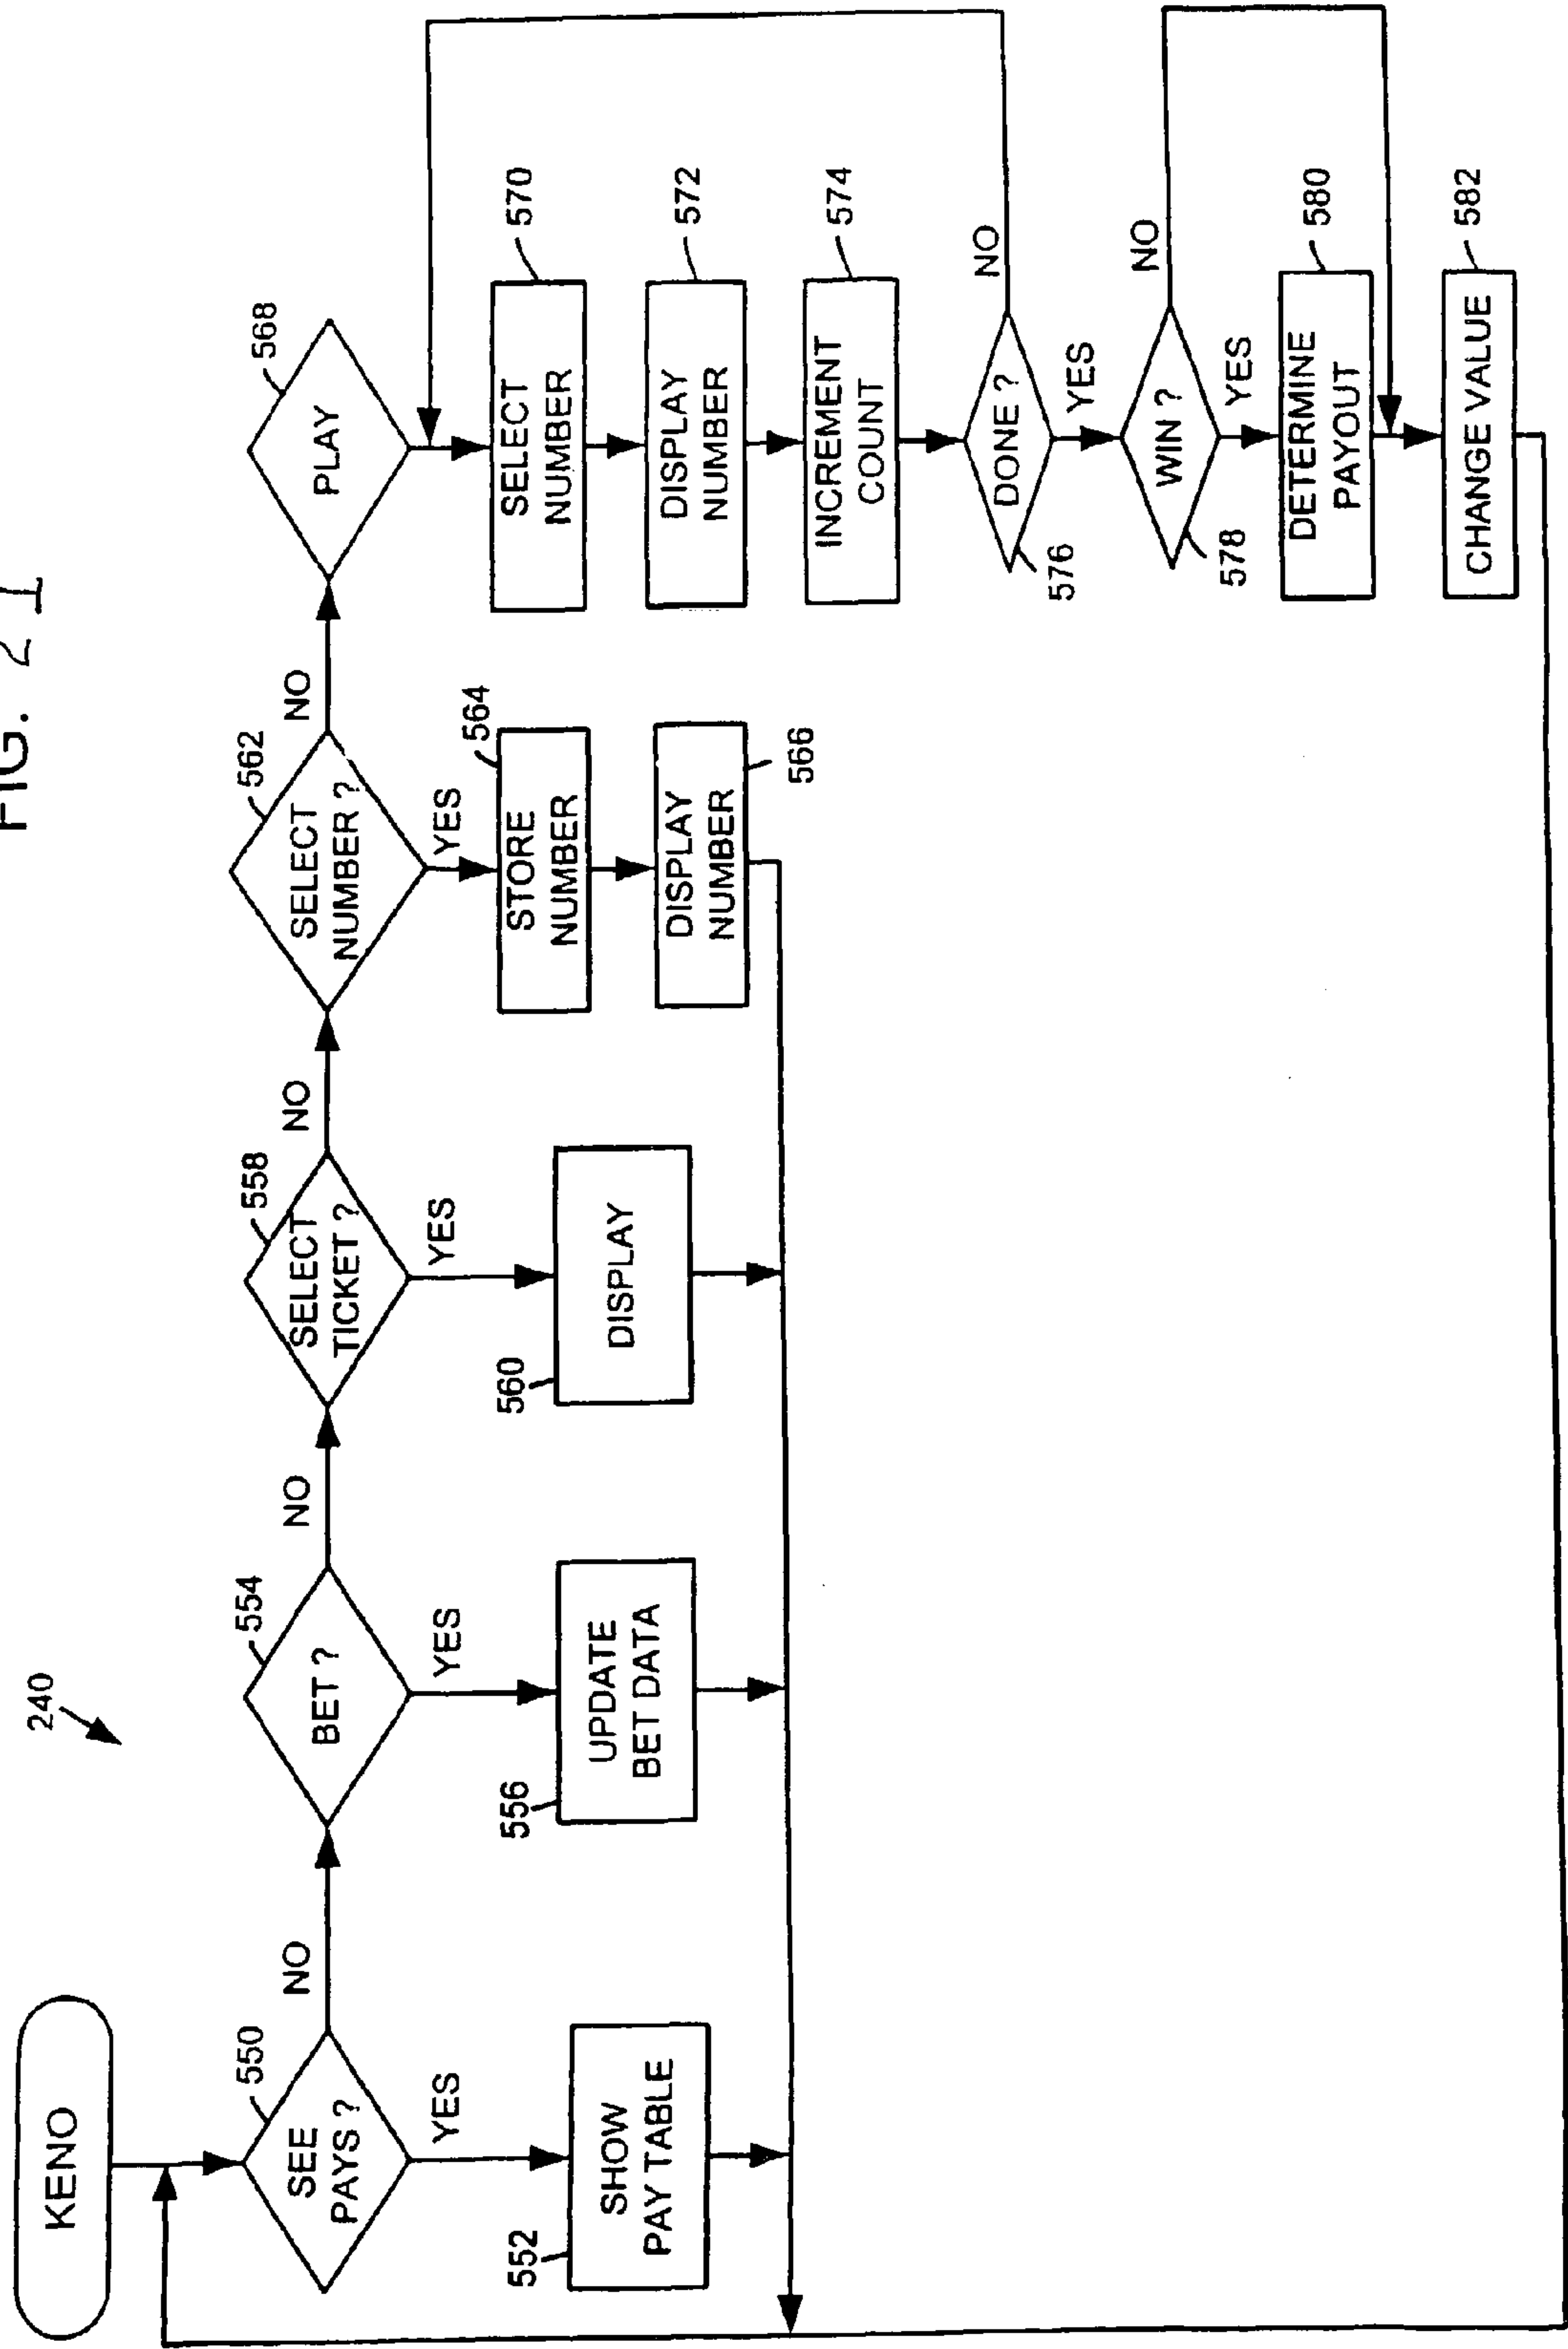 FIG. 21
240
KENO
550
SEE
PAYS ?
NO
YES
552
SHOW
PAY TABLE
554
BET ?
NO
YES
556
UPDATE
BET DATA
558
SELECT
TICKET ?
NO
YES
560
DISPLAY
562
SELECT
NUMBER ?
NO
YES
564
STORE
NUMBER
566
DISPLAY
NUMBER
568
PLAY
570
SELECT
NUMBER
572
DISPLAY
NUMBER
574
INCREMENT
COUNT
576
DONE ?
NO
YES
578
WIN ?
NO
YES
580
DETERMINE
PAYOUT
582
CHANGE VALUE